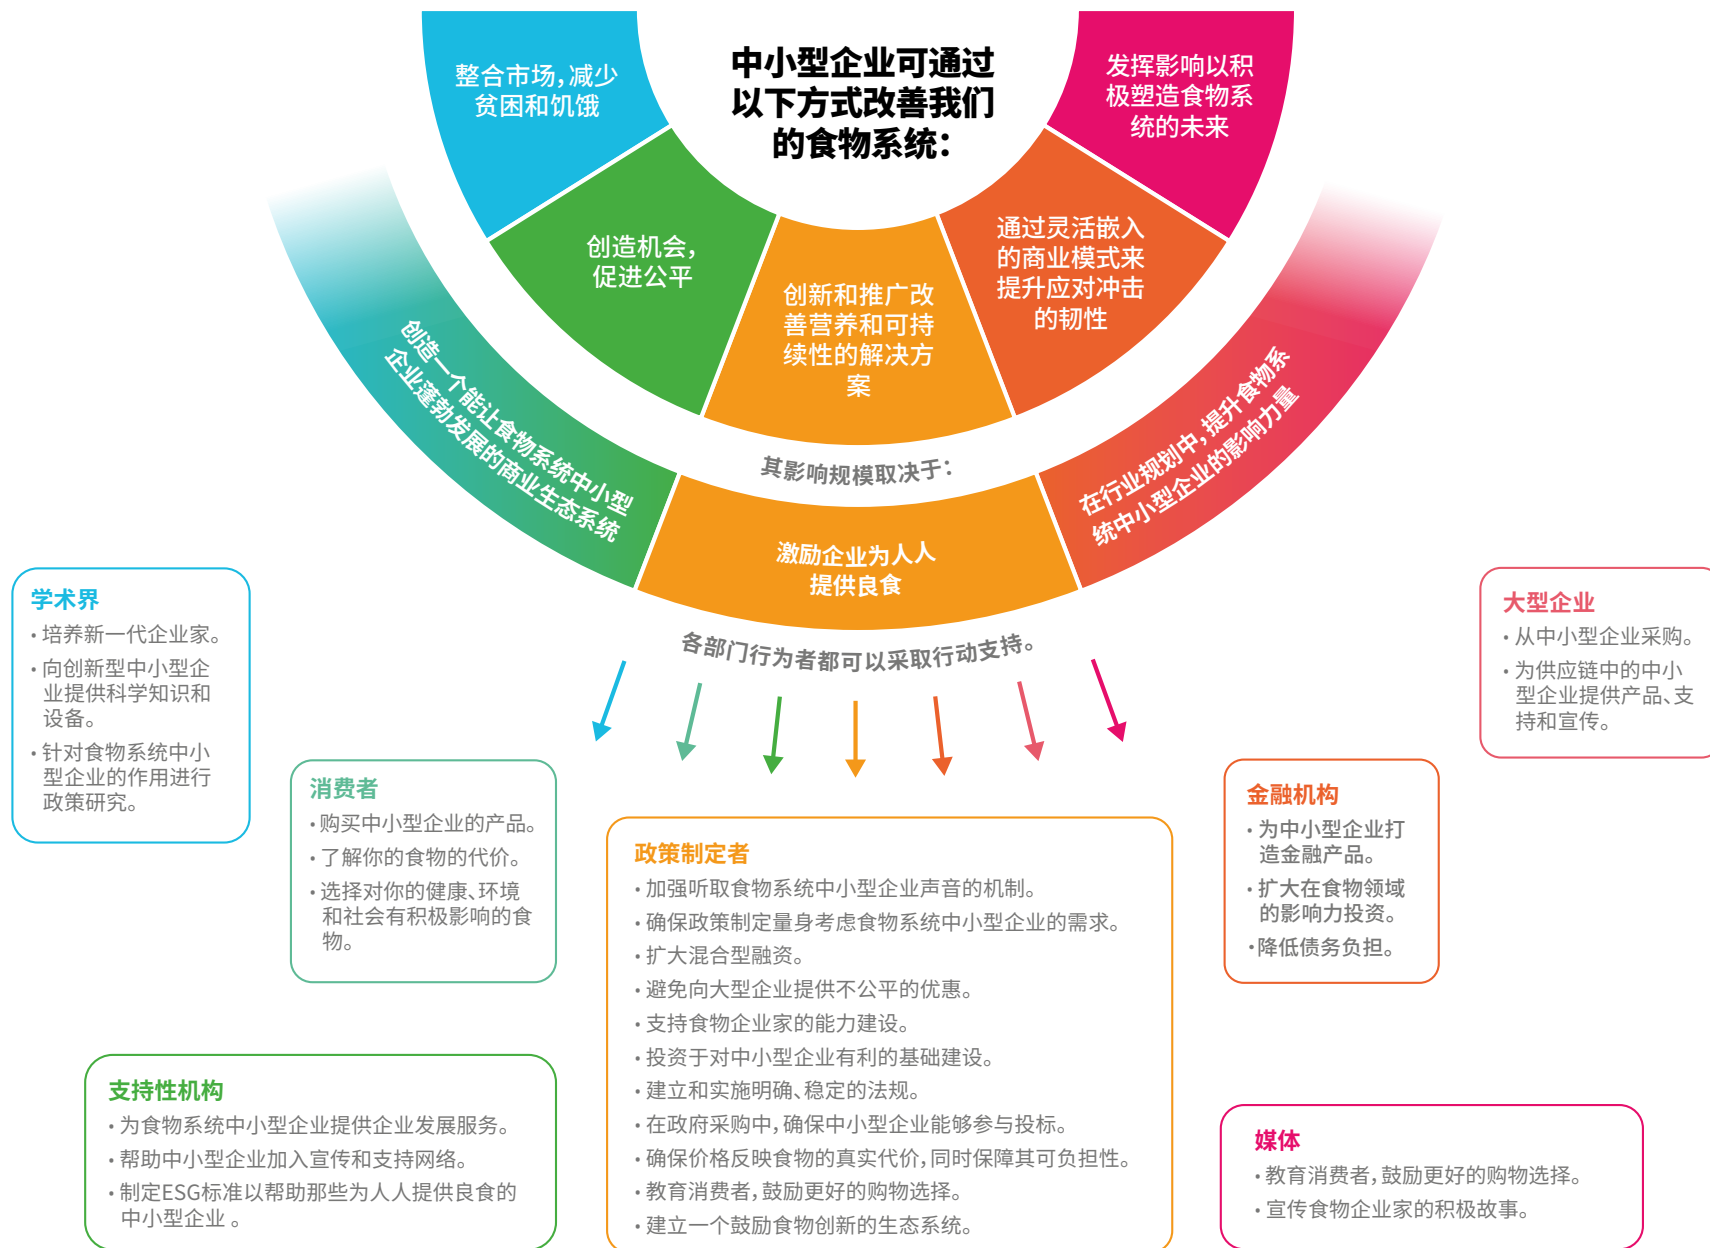 中小型企业可通过
以下方式改善我们
的食物系统：
整合市场，减少
贫困和饥饿
创造机会，
促进公平
创新和推广改
善营养和可持
续性的解决方
案
通过灵活嵌入
的商业模式来
提升应对冲击
的韧性
发挥影响以积
极塑造食物系
统的未来
其影响规模取决于：
创造一个能让食物系统中小型
企业蓬勃发展的商业生态系统
激励企业为人人
提供良食
在行业规划中，提升食物系
统中小型企业的影响力量
各部门行为者都可以采取行动支持。
学术界
· 培养新一代企业家。
· 向创新型中小型企
业提供科学知识和
设备。
· 针对食物系统中小
型企业的作用进行
政策研究。
消费者
· 购买中小型企业的产品。
· 了解你的食物的代价。
· 选择对你的健康、环境
和社会有积极影响的食
物。
支持性机构
· 为食物系统中小型企业提供企业发展服务。
· 帮助中小型企业加入宣传和支持网络。
· 制定ESG标准以帮助那些为人人提供良食的
中小型企业 。
政策制定者
· 加强听取食物系统中小型企业声音的机制。
· 确保政策制定量身考虑食物系统中小型企业的需求。
· 扩大混合型融资。
· 避免向大型企业提供不公平的优惠。
· 支持食物企业家的能力建设。
· 投资于对中小型企业有利的基础建设。
· 建立和实施明确、稳定的法规。
· 在政府采购中，确保中小型企业能够参与投标。
· 确保价格反映食物的真实代价，同时保障其可负担性。
· 教育消费者，鼓励更好的购物选择。
· 建立一个鼓励食物创新的生态系统。
金融机构
· 为中小型企业打
造金融产品。
· 扩大在食物领域
的影响力投资。
· 降低债务负担。
大型企业
· 从中小型企业采购。
· 为供应链中的中小
型企业提供产品、支
持和宣传。
媒体
· 教育消费者，鼓励更好的购物选择。
· 宣传食物企业家的积极故事。